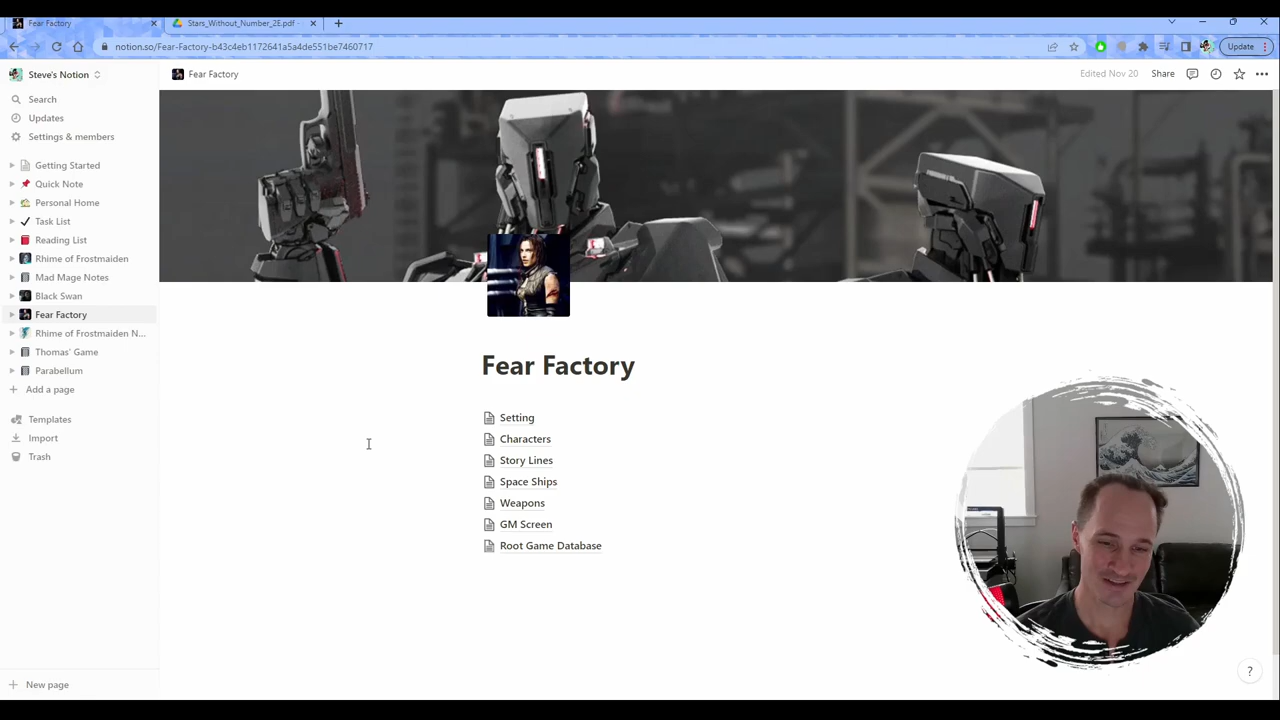 Fear Factory
Stars_Without_Number_2E.pdf -
notion.so/Fear-Factory-b43c4eb1172641a5a4de551be7460717
Update
Steve's Notion
Fear Factory
Edited Nov 20
Share
Search
Updates
Settings & members
Getting Started
Quick Note
Personal Home
Task List
Reading List
Rhime of Frostmaiden
Mad Mage Notes
Black Swan
Fear Factory
Rhime of Frostmaiden N...
Thomas' Game
Parabellum
Add a page
Templates
Import
Trash
New page
Fear Factory
Setting
Characters
Story Lines
Space Ships
Weapons
GM Screen
Root Game Database
?